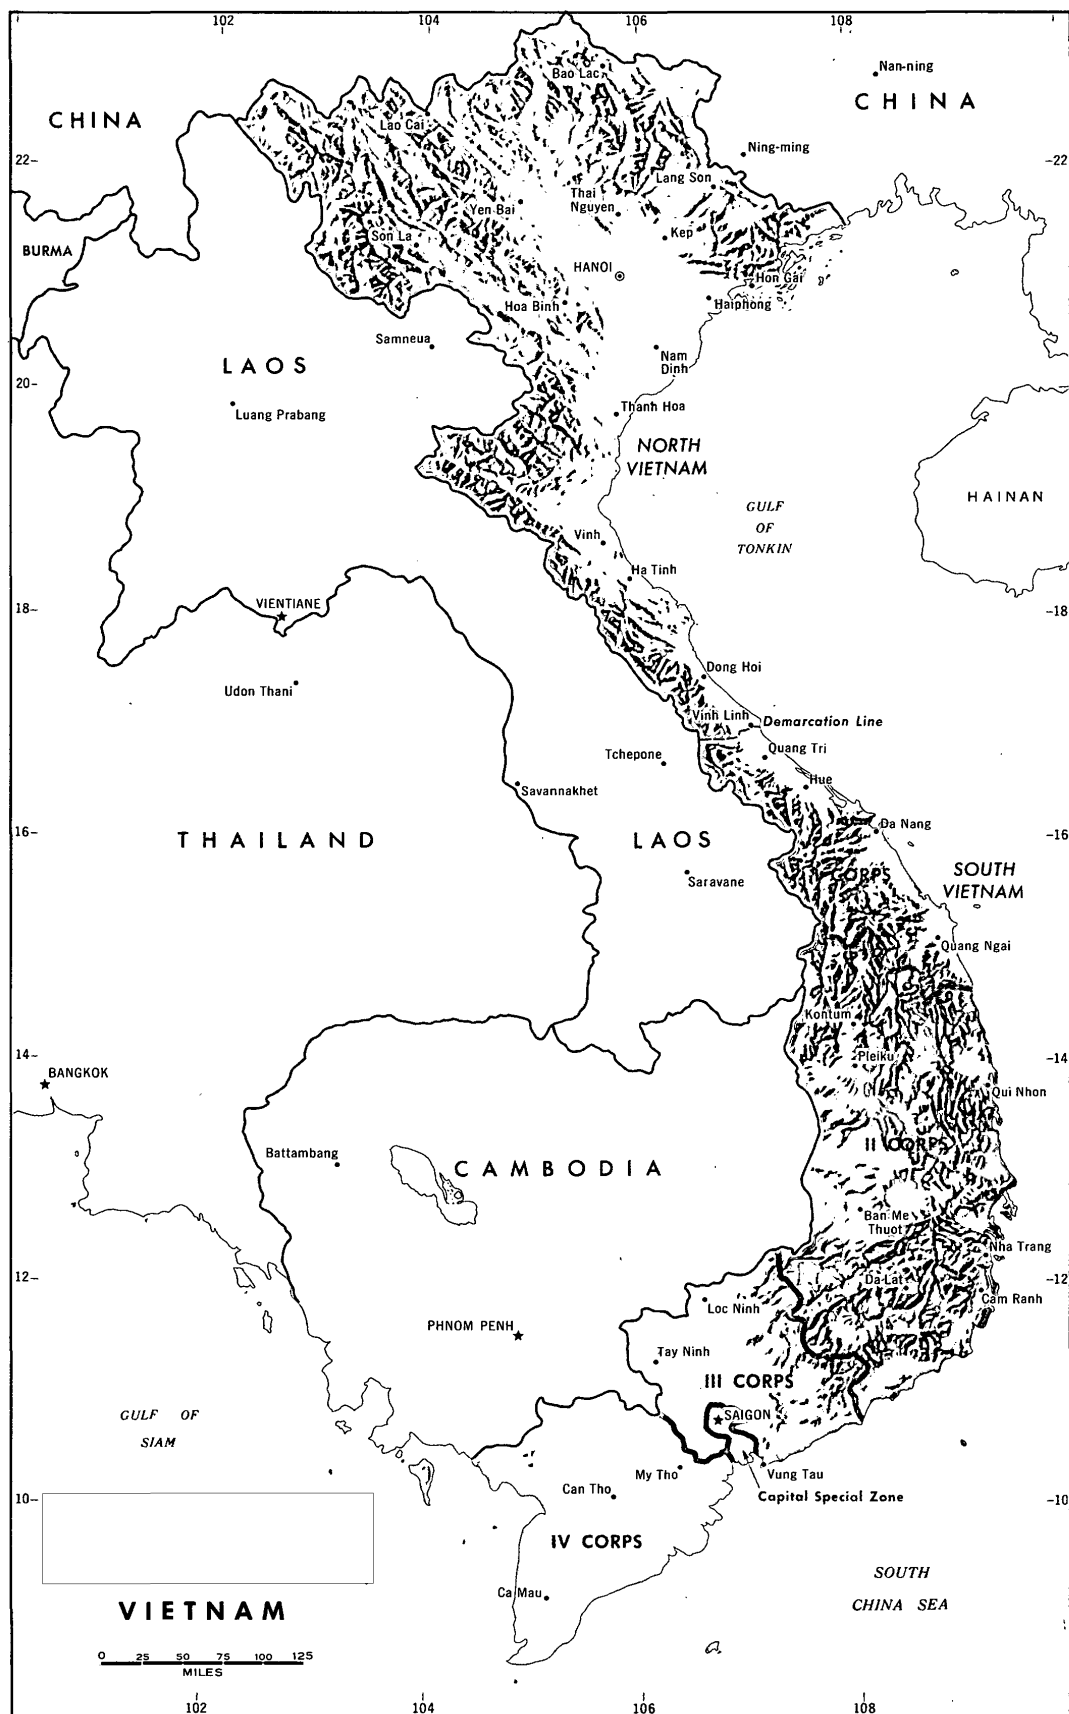 102 104 106 108
Nan-ning
Bao Lac
CHINA
CHINA
Lao Cai
Ning-ming
22-
-22
Lang Son
Thai
Nguyen
Yen Bai
Kep
Son La
BURMA
HANOI
Hon Gai
Hoa Binh
Haiphong
Samneua
Nam
Dinh
LAOS
20-
-20
Luang Prabang
Thanh Hoa
NORTH
VIETNAM
HAINAN
GULF
OF
TONKIN
Vinh
Ha Tinh
VIENTIANE
18-
-18
Dong Hoi
Udon Thani
Vinh Linh
Demarcation Line
Tchepone
Quang Tri
Hue
Savannakhet
Da Nang
16-
-16
THAILAND
LAOS
CORPS
SOUTH
VIETNAM
Saravane
Quang Ngai
Kontum
14-
-14
Pleiku
BANGKOK
Qui Nhon
II CORPS
Battambang
CAMBODIA
Ban Me
Thuot
Nha Trang
12-
-12
Da Lat
Cam Ranh
Loc Ninh
PHNOM PENH
Tay Ninh
III CORPS
SAIGON
GULF OF
SIAM
My Tho
Vung Tau
Can Tho
Capital Special Zone
10-
-10
IV CORPS
SOUTH
CHINA SEA
Ca Mau
VIETNAM
0 25 50 75 100 125
MILES
102 104 106 108